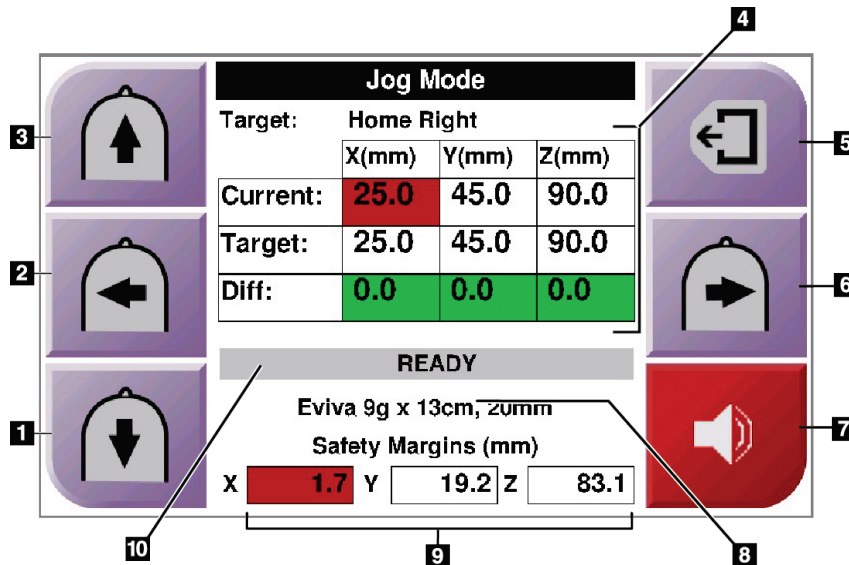 4
Jog Mode
Target: Home Right
3
5
X(mm) Y(mm) Z(mm)
Current: 25.0 45.0 90.0
Target: 25.0 45.0 90.0
2
6
Diff: 0.0 0.0 0.0
READY
Eviva 9g x 13cm, 20mm
1
7
Safety Margins (mm)
X 1.7 Y 19.2 Z 83.1
10
9
8